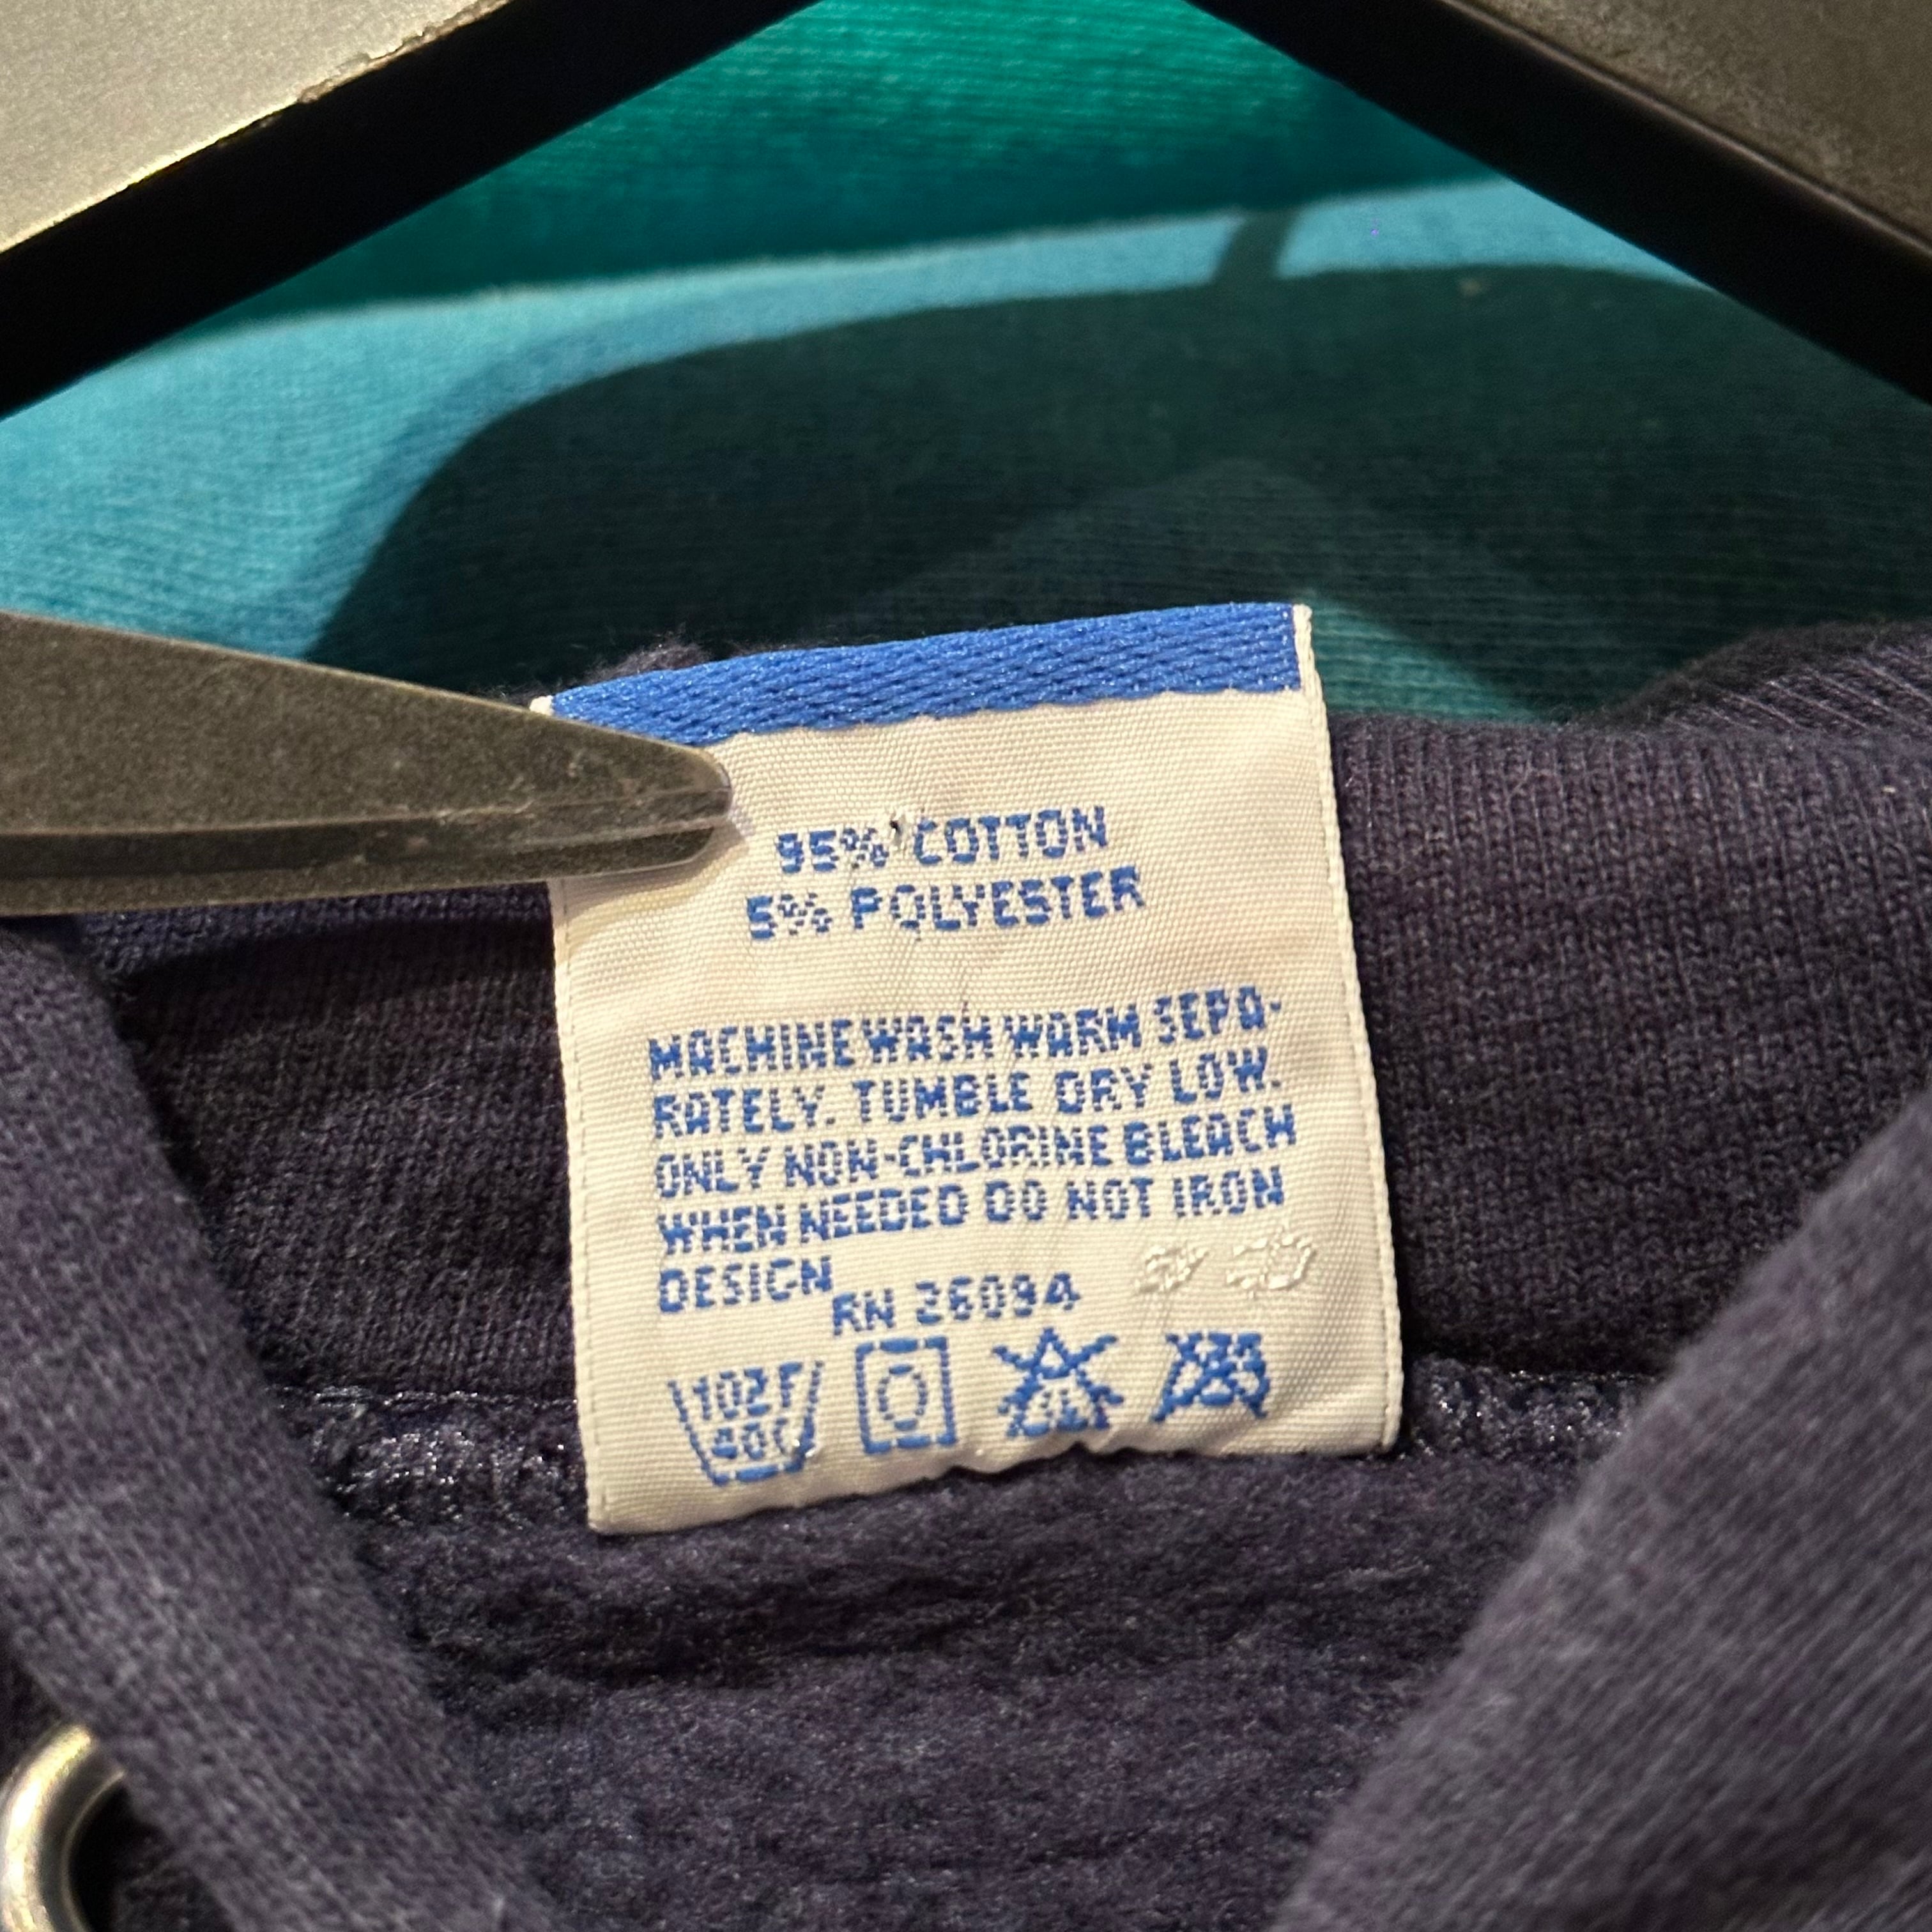 95% COTTON
5% POLYESTER
MACHINE WASH WARM SEPA-
RATELY. TUMBLE DRY LOW.
ONLY NON-CHLORINE BLEACH
WHEN NEEDED DO NOT IRON
DESIGN
RN 26094
102F
40C
CL